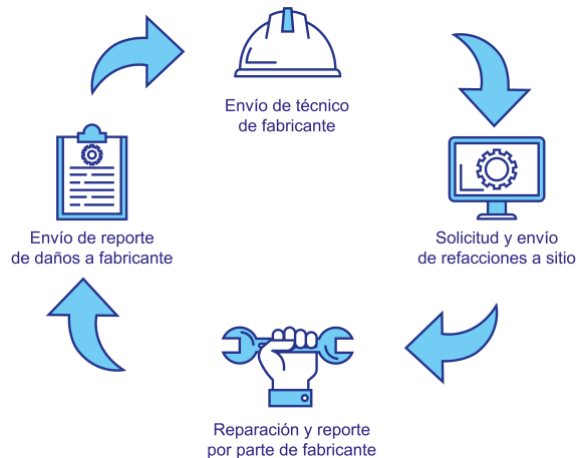 Envío de técnico
de fabricante
Envío de reporte
de daños a fabricante
Solicitud y envío
de refacciones a sitio
Reparación y reporte
por parte de fabricante